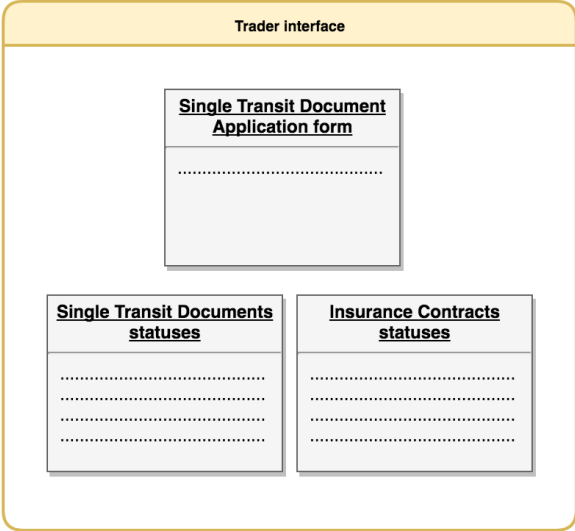 Trader interface
Single Transit Document
Application form
..........................................
Single Transit Documents
statuses
..........................................
..........................................
..........................................
..........................................
Insurance Contracts
statuses
..........................................
..........................................
..........................................
..........................................